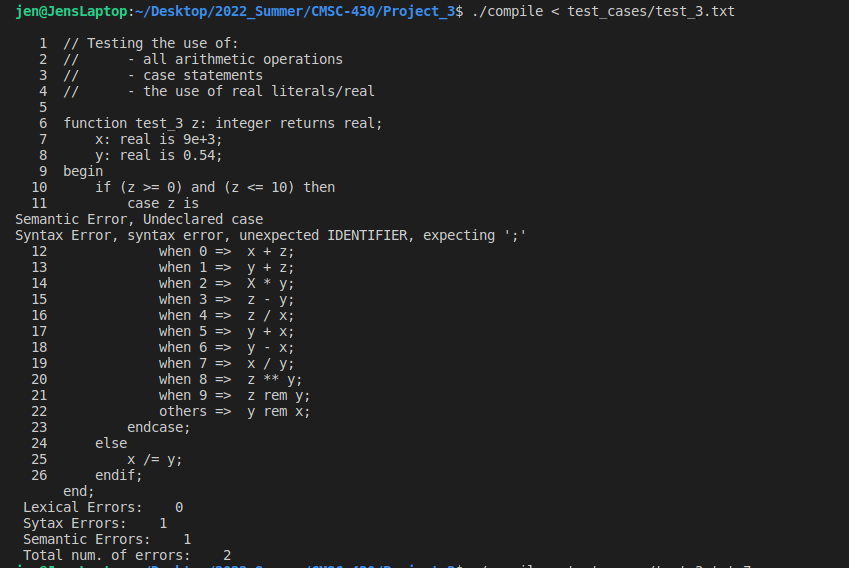 jen@JensLaptop:~/Desktop/2022_Summer/CMSC-430/Project_3$ ./compile < test_cases/test_3.txt
1 // Testing the use of:
2 // - all arithmetic operations
3 // - case statements
4 // - the use of real literals/real
5
6 function test_3 z: integer returns real;
7 x: real is 9e+3;
8 y: real is 0.54;
9 begin
10 if (z >= 0) and (z <= 10) then
11 case z is
Semantic Error, Undeclared case
Syntax Error, syntax error, unexpected IDENTIFIER, expecting ';'
12 when 0 => x + z;
13 when 1 => y + z;
14 when 2 => X * y;
15 when 3 => z - y;
16 when 4 => z / x;
17 when 5 => y + x;
18 when 6 => y - x;
19 when 7 => x / y;
20 when 8 => z ** y;
21 when 9 => z rem y;
22 others => y rem x;
23 endcase;
24 else
25 x /= y;
26 endif;
end;
Lexical Errors: 0
Sytax Errors: 1
Semantic Errors: 1
Total num. of errors: 2